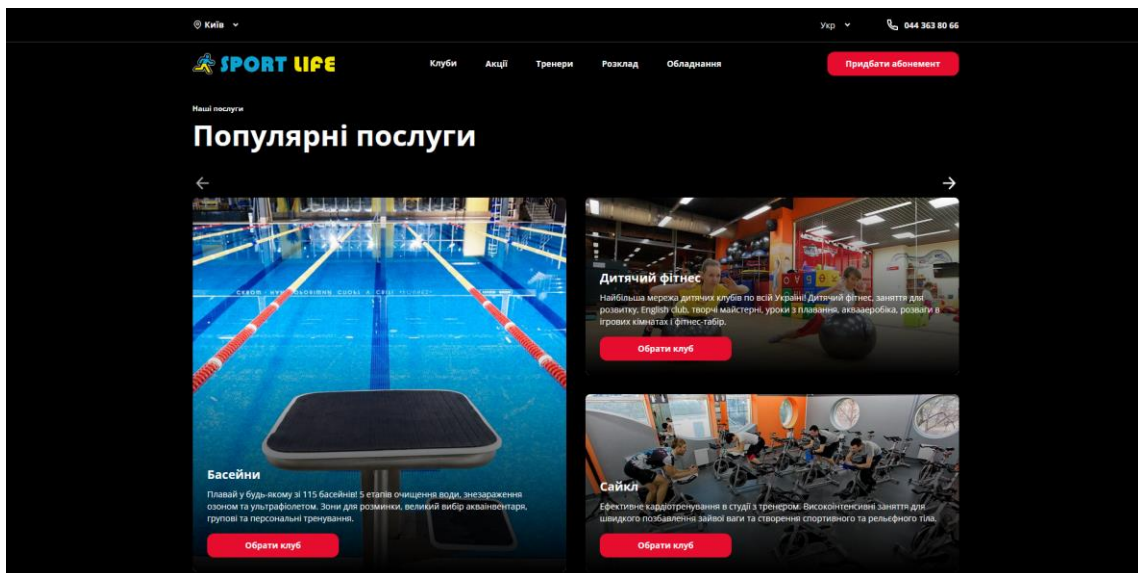 Київ
Укр
044 363 80 66
SPORT LIFE
Клуби
Акції
Тренери
Розклад
Обладнання
Придбати абонемент
Наші послуги
Популярні послуги
Дитячий фітнес
Найбільша мережа дитячих клубів по всій Україні! Дитячий фітнес, заняття для
розвитку, English club, творчі майстерні, уроки з плавання, аквааеробіка, розваги в
ігрових кімнатах і фітнес-табір.
Обрати клуб
Басейни
Плавай у будь-якому зі 115 басейнів! 5 етапів очищення води, знезараження
озоном та ультрафіолетом. Зони для розминки, великий вибір акваінвентаря,
групові та персональні тренування.
Обрати клуб
Сайкл
Ефективне кардіотренування в студії з тренером. Високоінтенсивні заняття для
швидкого позбавлення зайвої ваги та створення спортивного та рельєфного тіла.
Обрати клуб